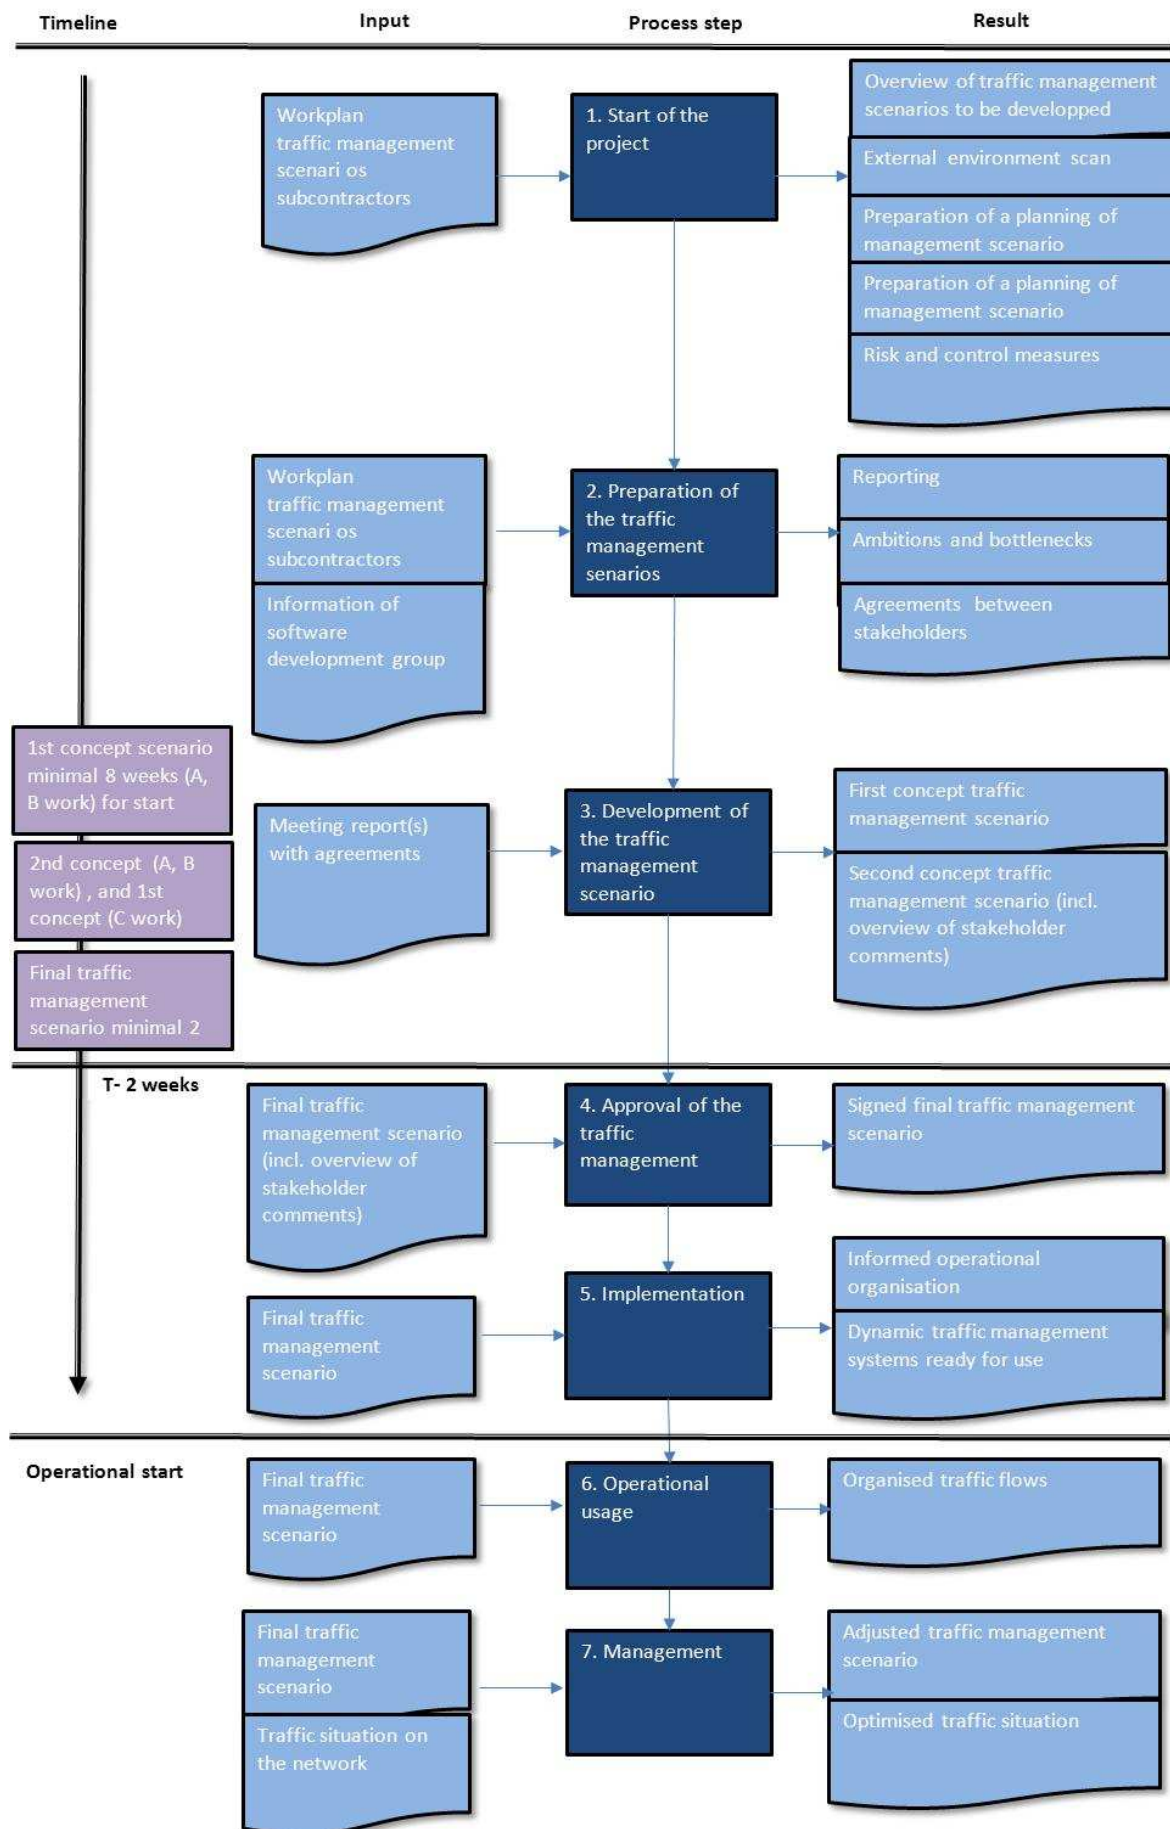 Timeline
Input
Process step
Result
Workplan
traffic management
scenari os
subcontractors
1. Start of the
project
Overview of traffic management
scenarios to be developped
External environment scan
Preparation of a planning of
management scenario
Preparation of a planning of
management scenario
Risk and control measures
Workplan
traffic management
scenari os
subcontractors
Information of
software
development group
2. Preparation of
the traffic
management
senarios
Reporting
Ambitions and bottlenecks
Agreements between
stakeholders
1st concept scenario
minimal 8 weeks (A,
B work) for start
2nd concept (A, B
work) , and 1st
concept (C work)
Final traffic
management
scenario minimal 2
Meeting report(s)
with agreements
3. Development of
the traffic
management
scenario
First concept traffic
management scenario
Second concept traffic
management scenario (incl.
overview of stakeholder
comments)
T- 2 weeks
Final traffic
management scenario
(incl. overview of
stakeholder
comments)
4. Approval of the
traffic
management
Signed final traffic management
scenario
Final traffic
management
scenario
5. Implementation
Informed operational
organisation
Dynamic traffic management
systems ready for use
Operational start
Final traffic
management
scenario
6. Operational
usage
Organised traffic flows
Final traffic
management
scenario
Traffic situation on
the network
7. Management
Adjusted traffic management
scenario
Optimised traffic situation